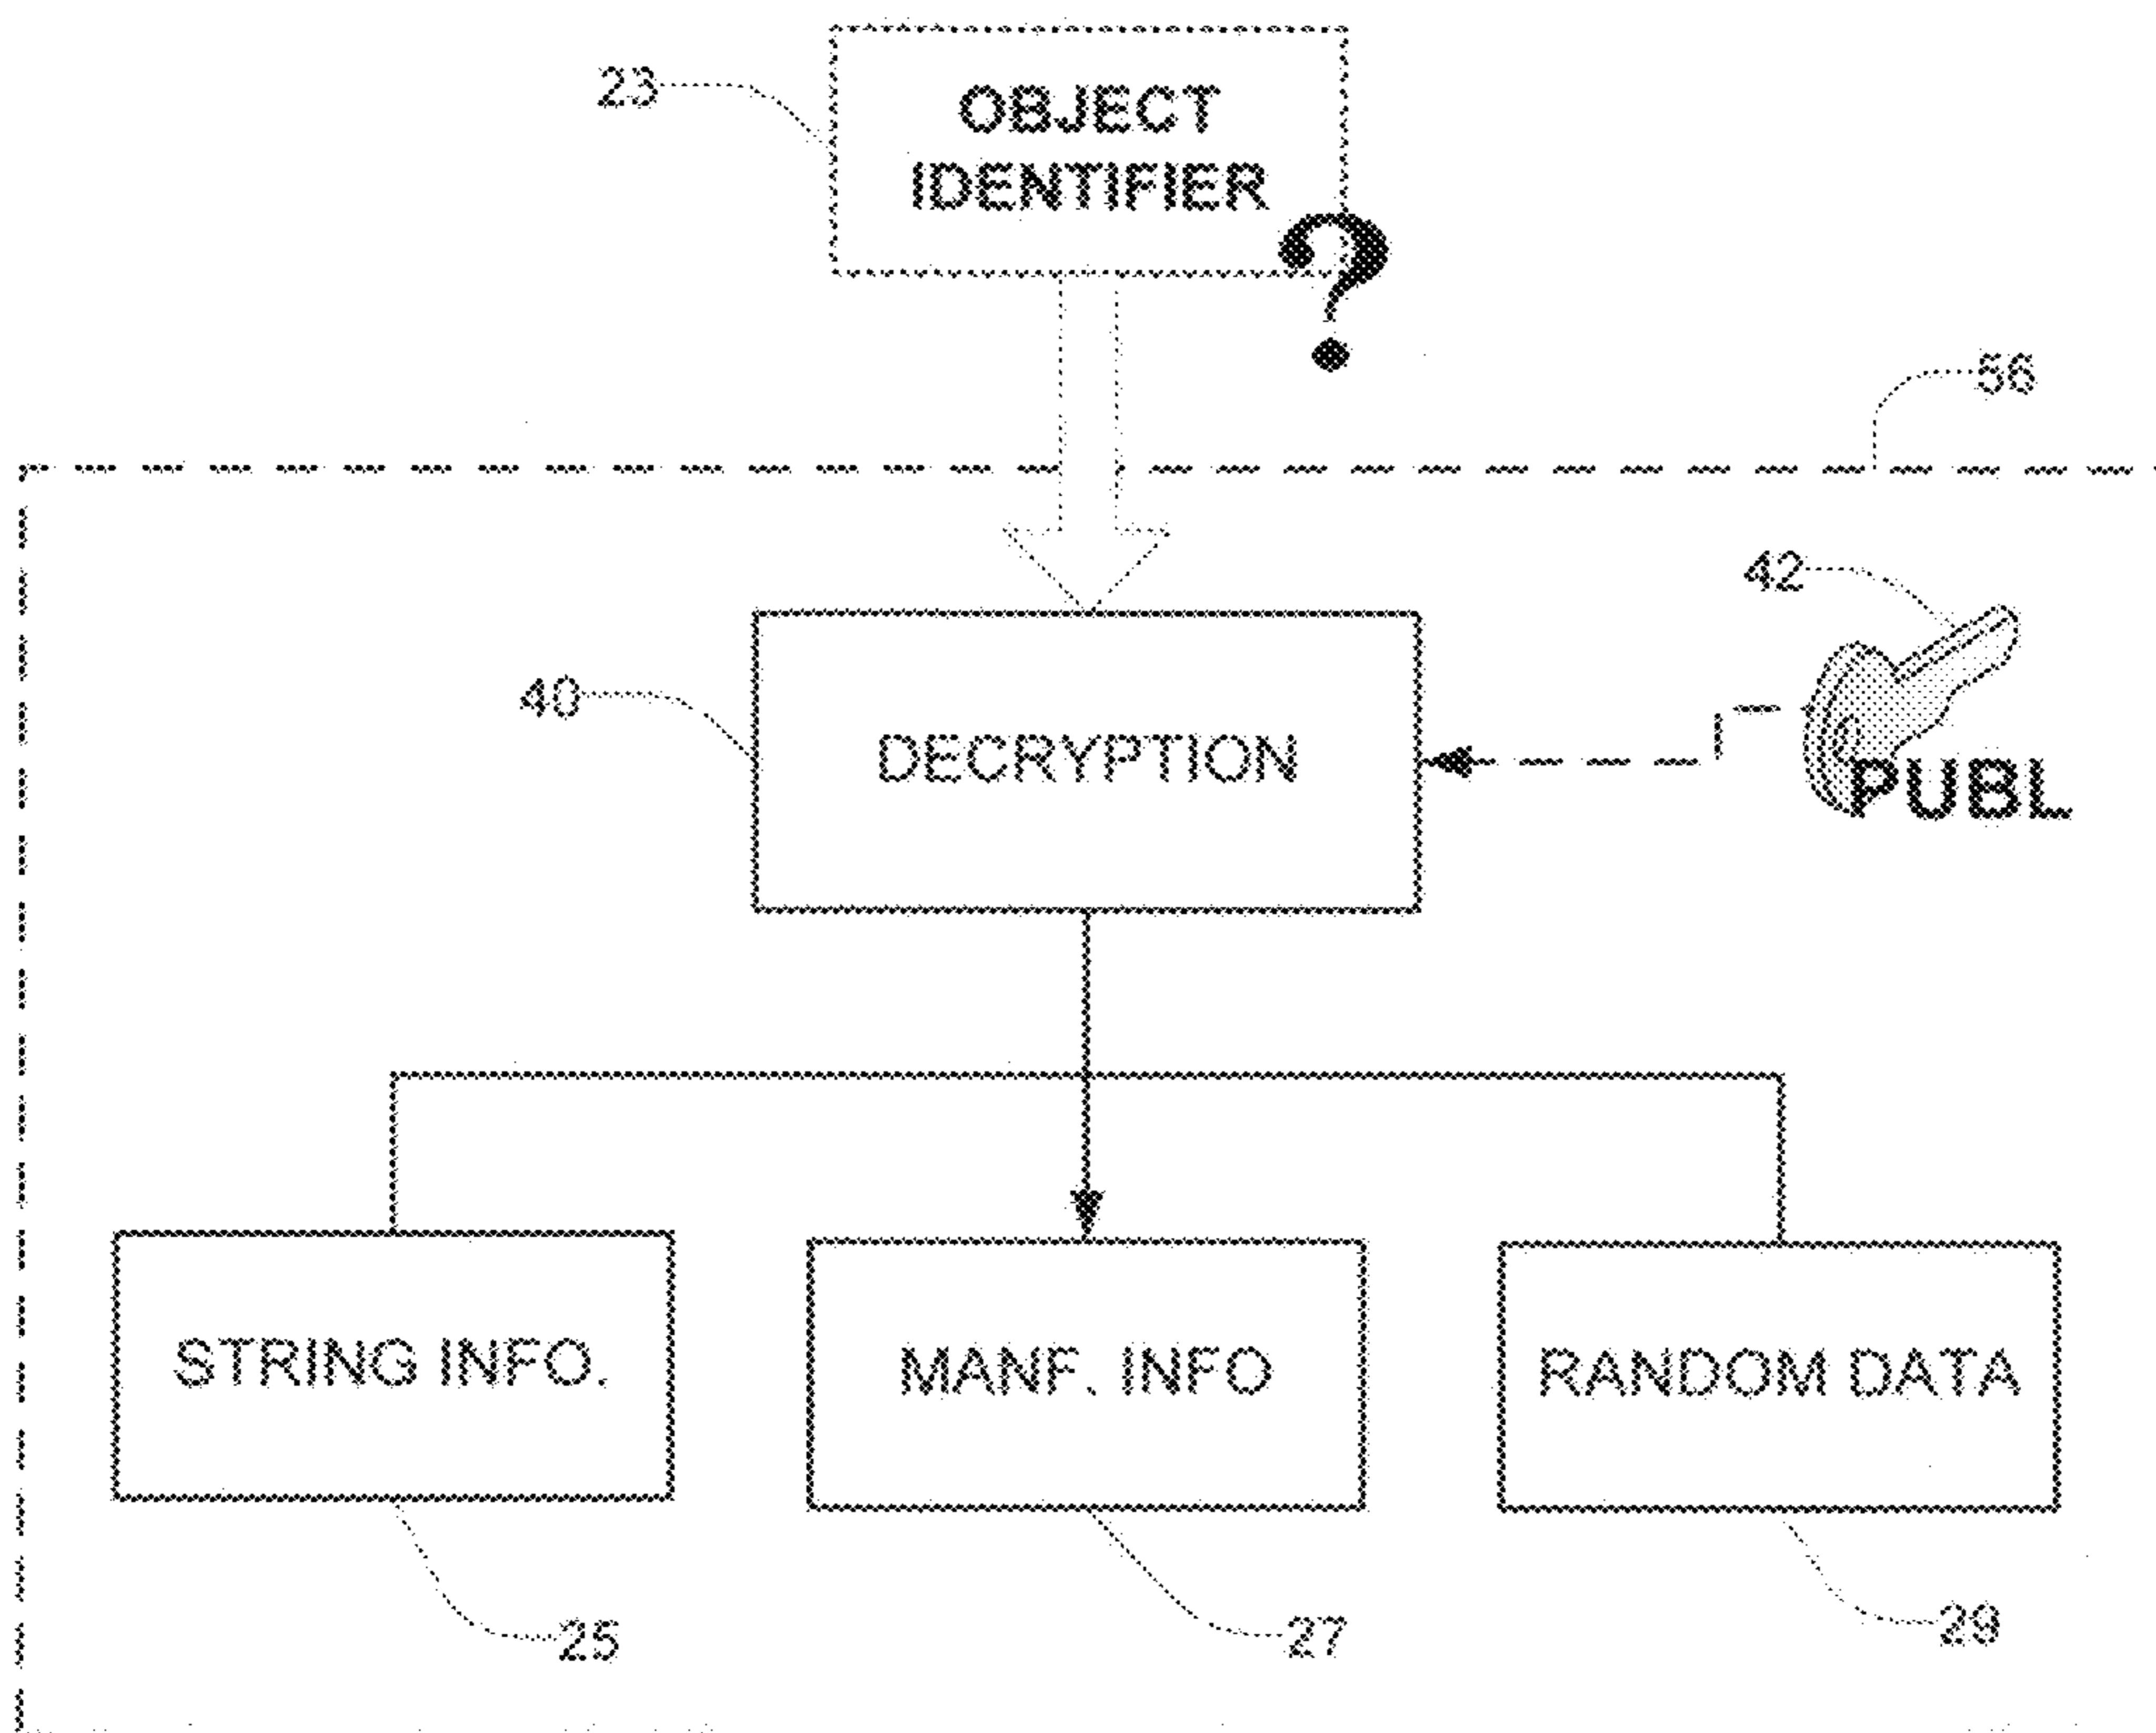 23
OBJECT
IDENTIFIER
?
56
42
40
DECRYPTION
PUBL
STRING INFO.
MANF. INFO
RANDOM DATA
25
27
29